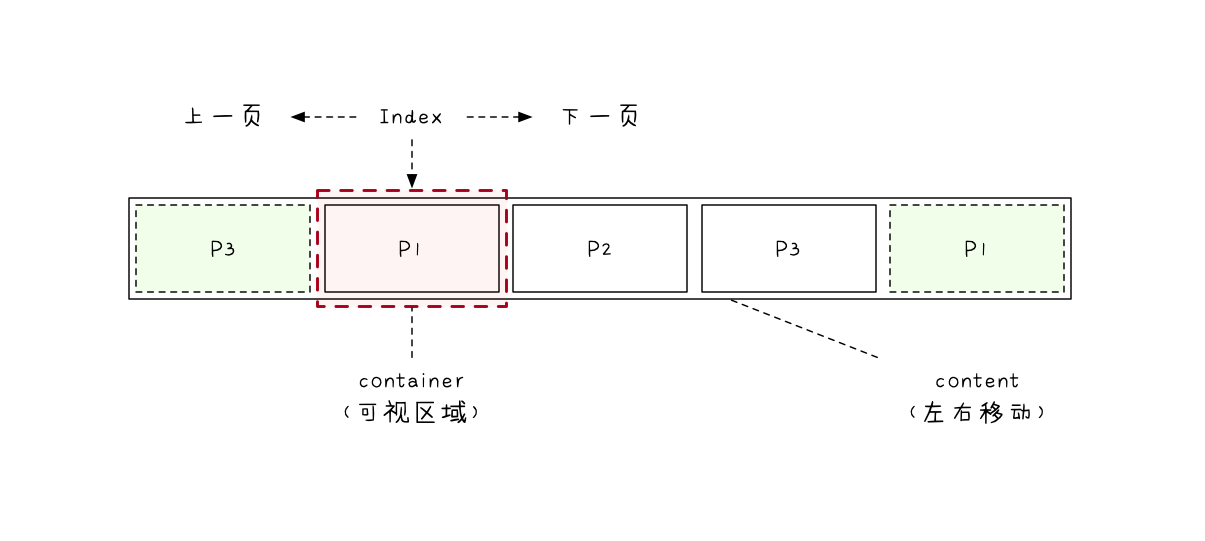 上一页 Index 下一页
P3 P1 P2 P3 P1
container content
(可视区域) (左右移动)